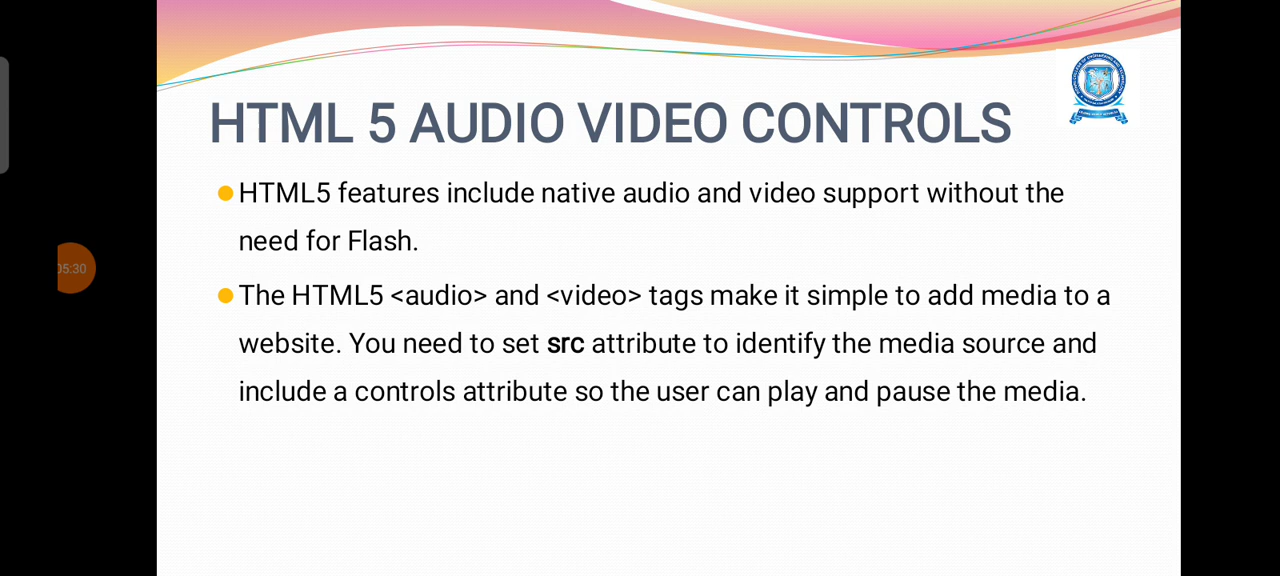 HTML 5 AUDIO VIDEO CONTROLS
HTML5 features include native audio and video support without the
need for Flash.
05:30
The HTML5 <audio> and <video> tags make it simple to add media to a
website. You need to set src attribute to identify the media source and
include a controls attribute so the user can play and pause the media.